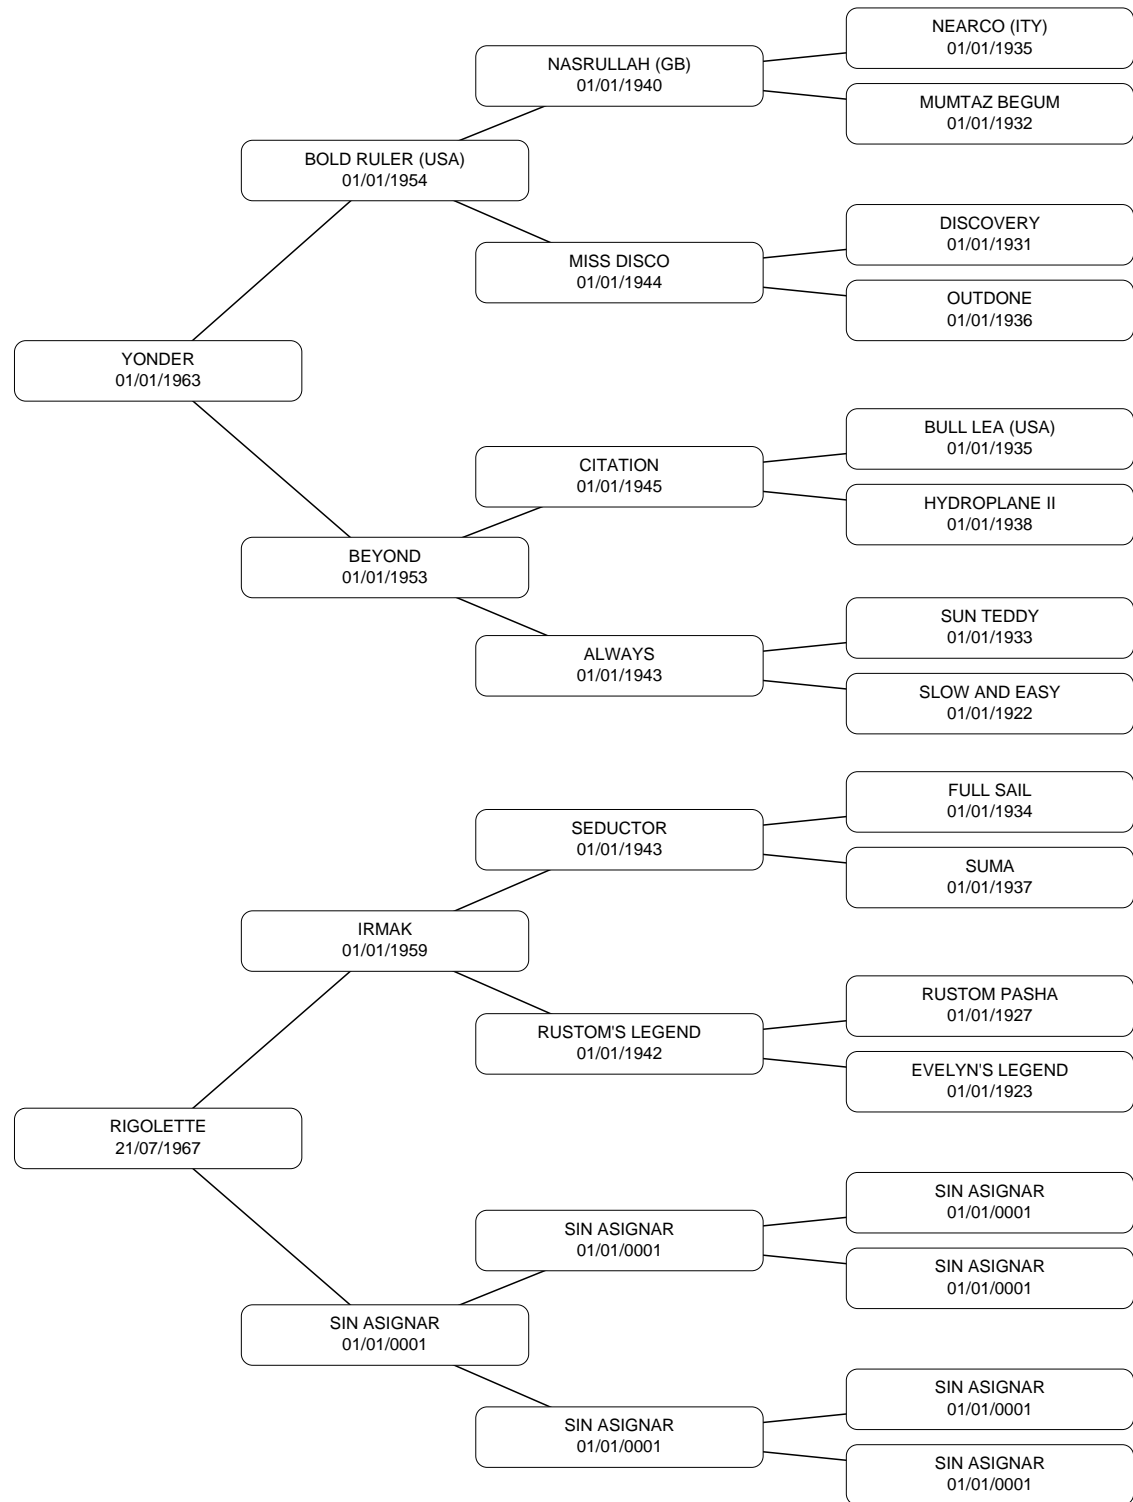 NEARCO (ITY)
01/01/1935
NASRULLAH (GB)
01/01/1940
MUMTAZ BEGUM
01/01/1932
BOLD RULER (USA)
01/01/1954
DISCOVERY
01/01/1931
MISS DISCO
01/01/1944
OUTDONE
01/01/1936
YONDER
01/01/1963
BULL LEA (USA)
01/01/1935
CITATION
01/01/1945
HYDROPLANE II
01/01/1938
BEYOND
01/01/1953
SUN TEDDY
01/01/1933
ALWAYS
01/01/1943
SLOW AND EASY
01/01/1922
FULL SAIL
01/01/1934
SEDUCTOR
01/01/1943
SUMA
01/01/1937
IRMAK
01/01/1959
RUSTOM PASHA
01/01/1927
RUSTOM'S LEGEND
01/01/1942
EVELYN'S LEGEND
01/01/1923
RIGOLETTE
21/07/1967
SIN ASIGNAR
01/01/0001
SIN ASIGNAR
01/01/0001
SIN ASIGNAR
01/01/0001
SIN ASIGNAR
01/01/0001
SIN ASIGNAR
01/01/0001
SIN ASIGNAR
01/01/0001
SIN ASIGNAR
01/01/0001